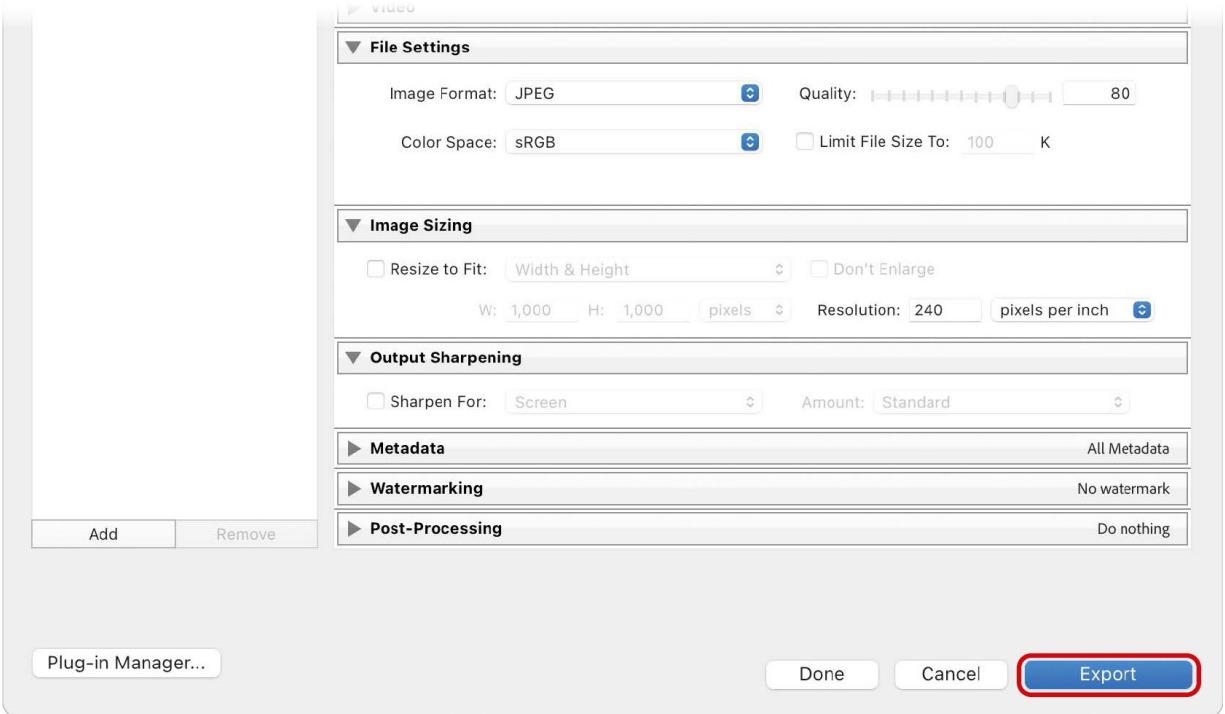 Video
File Settings
Image Format: JPEG Quality: 80
Color Space: sRGB Limit File Size To: 100 K
Image Sizing
Resize to Fit: Width & Height Don't Enlarge
W: 1,000 H: 1,000 pixels Resolution: 240 pixels per inch
Output Sharpening
Sharpen For: Screen Amount: Standard
Metadata All Metadata
Watermarking No watermark
Post-Processing Do nothing
Add Remove
Plug-in Manager...
Done Cancel Export